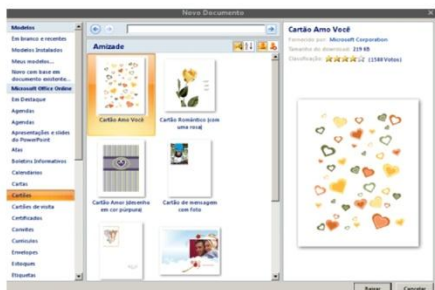 Novo Documento
Modelos
Em branco e recentes
Modelos Instalados
Meus modelos...
Novo com base em
documento existente...
Microsoft Office Online
Em Destaque
Agendas
Agendas
Apresentações e slides
do PowerPoint
Atas
Boletins Informativos
Calendários
Cartas
Cartões
Cartões de visita
Certificados
Convites
Currículos
Envelopes
Estoques
Etiquetas
Amizade
Cartão Amo Você
Cartão Romântico (com
uma rosa)
Cartão Amor (desenho
em cor púrpura)
Cartão de mensagem
com foto
Cartão Amo Você
Fornecido por: Microsoft Corporation
Tamanho do download: 219 KB
Classificação: (1588 Votos)
Baixar
Cancelar